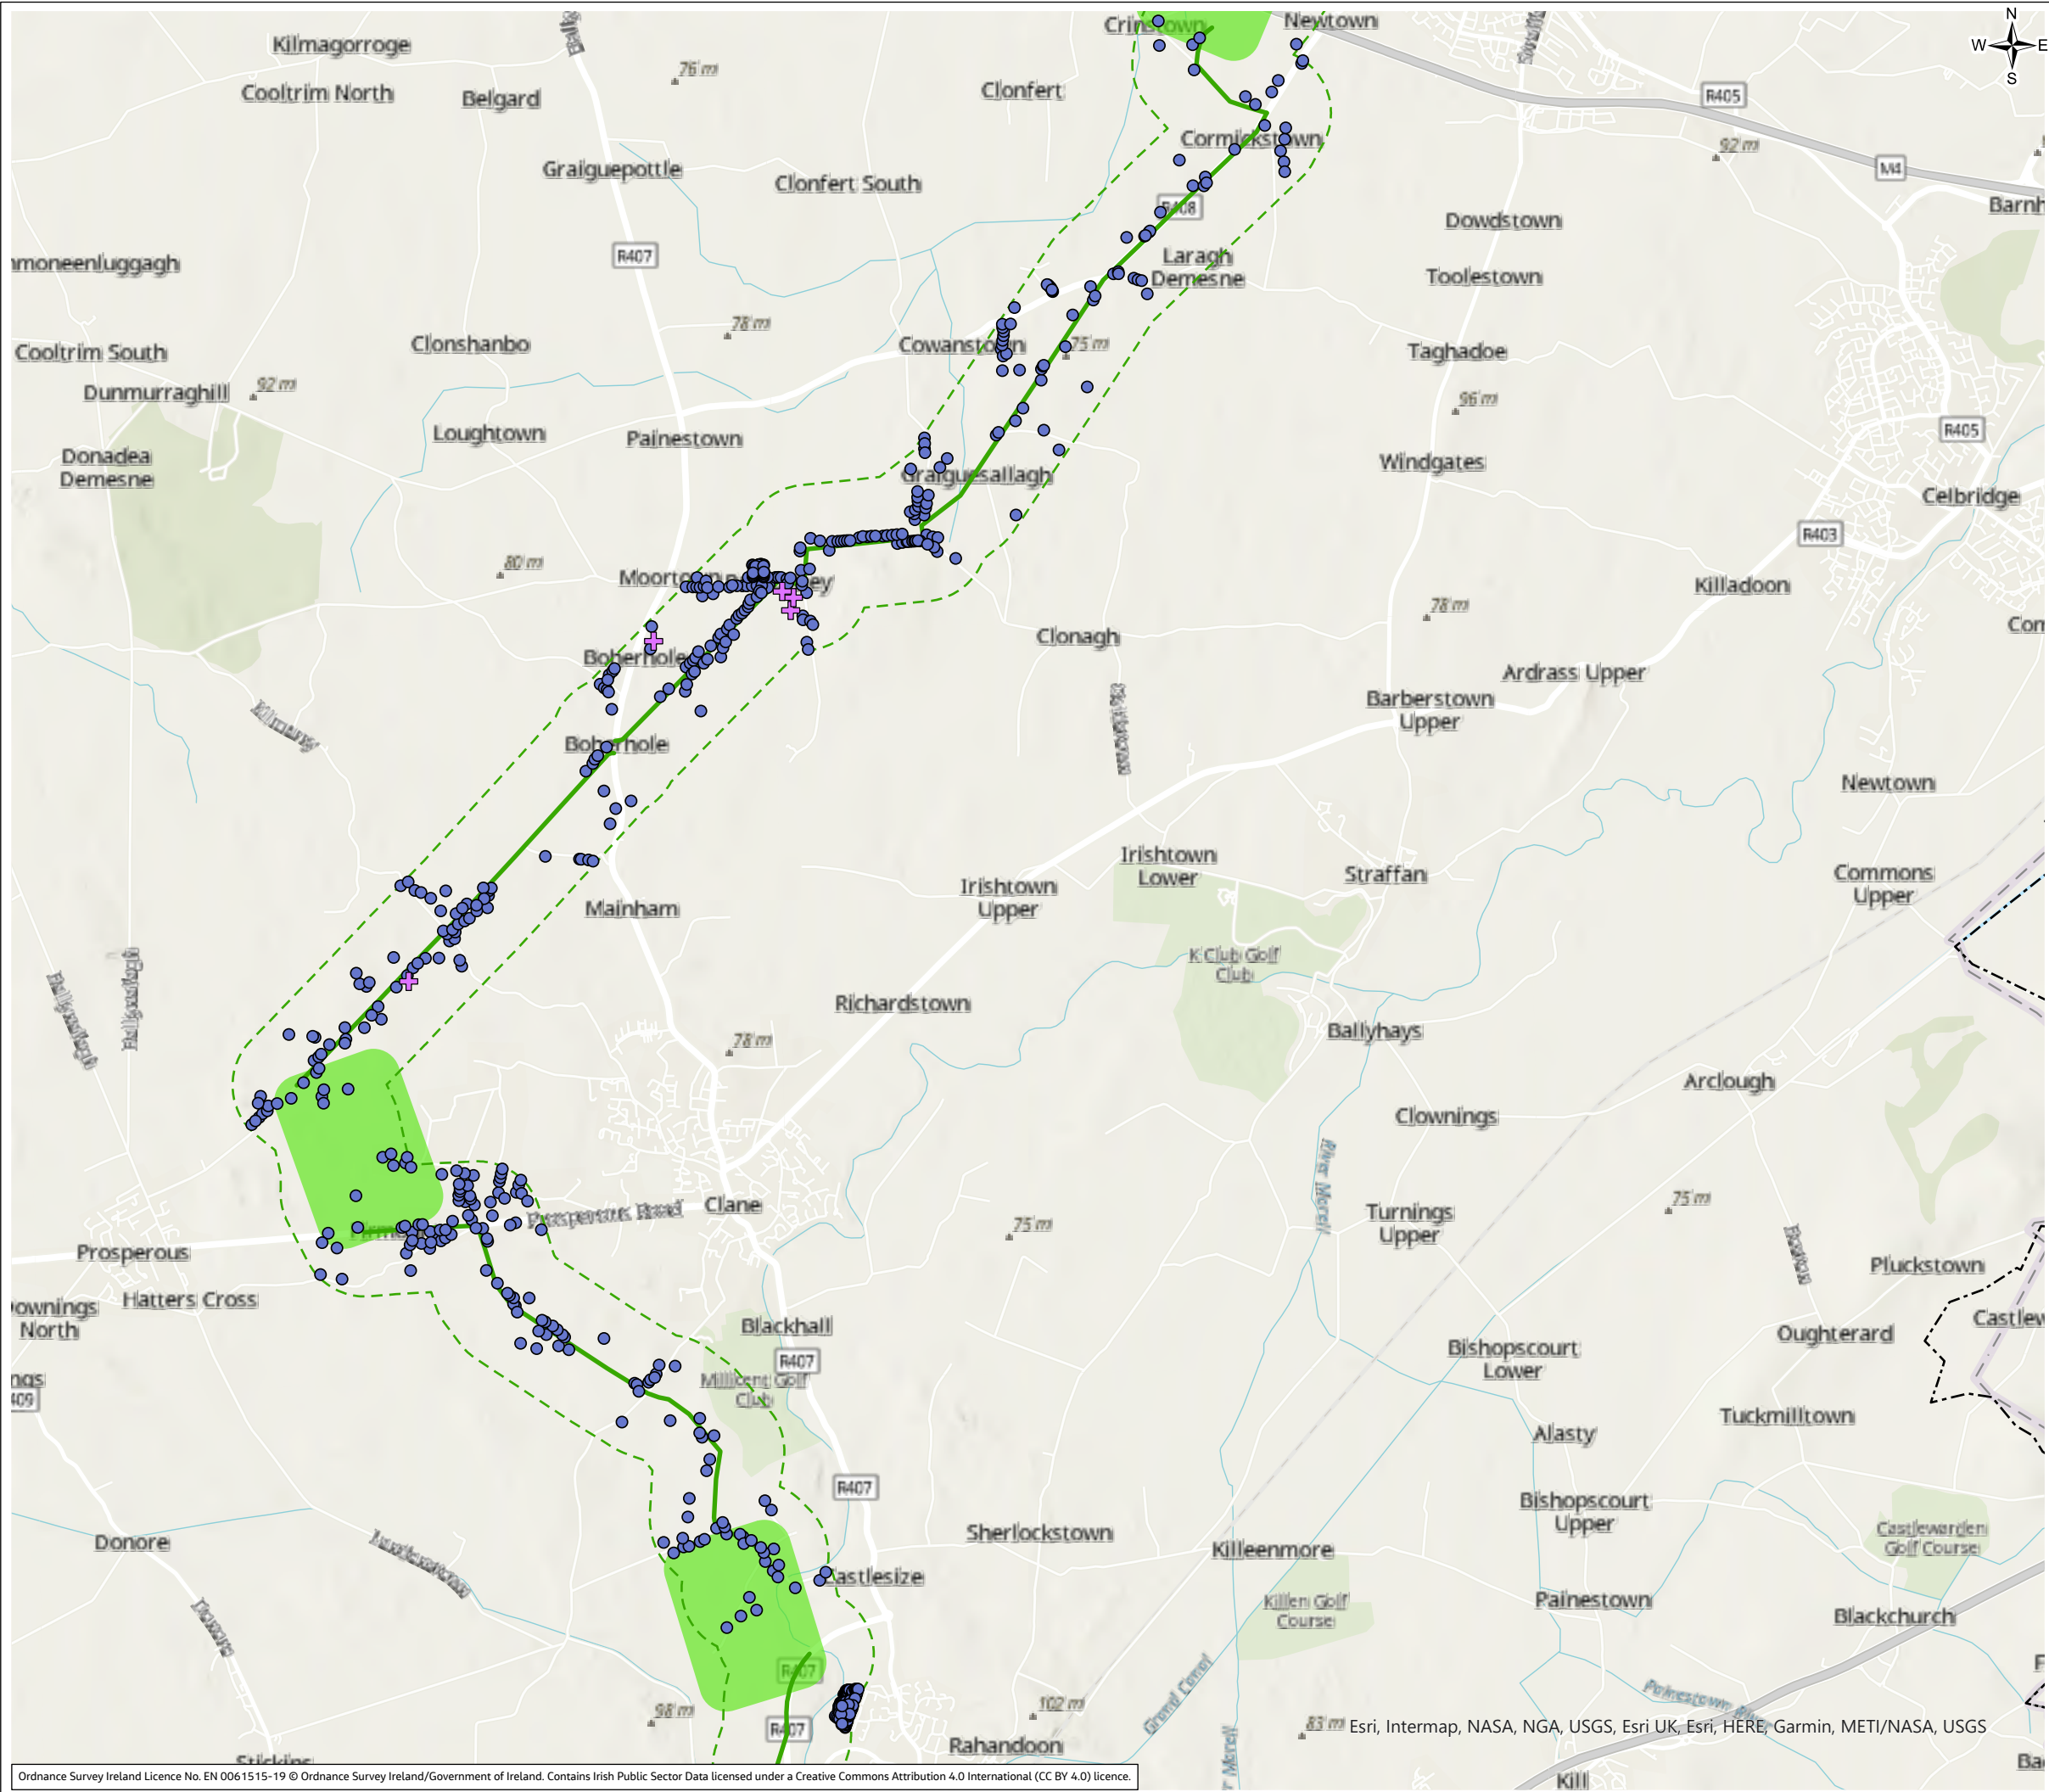 N
W E
S
Crinstown
Newtown
Kilmagorroge
76 m
Cooltrim North
Belgard
Clonfert
R405
Cormickstown
92 m
M4
Graiguepottle
Clonfert South
R408
Dowdstown
R407
Laragh
Demesne
Toolestown
78 m
Cooltrim South
Clonshanbo
Cowanstown
75 m
Taghadoe
Dunmurraghill
92 m
96 m
Loughtown
Painestown
R405
Donadea
Demesne
Graiguesallagh
Windgates
Celbridge
R403
80 m
Killadoon
78 m
Clonagh
Boherhole
Ardrass Upper
Barberstown
Upper
Boherhole
Newtown
Irishtown
Lower
Straffan
Commons
Upper
Irishtown
Upper
Mainham
K Club Golf
Club
Richardstown
Ballyhays
78 m
Arclough
Clownings
River Morell
Clane
Prosperous Road
75 m
75 m
Turnings
Upper
Prosperous
Pluckstown
Hatters Cross
North
Blackhall
Oughterard
R407
Bishopscourt
Lower
Millicent Golf
Club
Tuckmilltown
Alasty
R407
Bishopscourt
Upper
Donore
Sherlockstown
Killeenmore
Castlewarden
Golf Course
Castlesize
Painestown
Killen Golf
Course
Blackchurch
R407
Grand Canal
98 m
R407
102 m
83 m
Esri, Intermap, NASA, NGA, USGS, Esri UK, Esri, HERE, Garmin, METI/NASA, USGS
Rahandoon
Kill
Ordnance Survey Ireland Licence No. EN 0061515-19 © Ordnance Survey Ireland/Government of Ireland. Contains Irish Public Sector Data licensed under a Creative Commons Attribution 4.0 International (CC BY 4.0) licence.